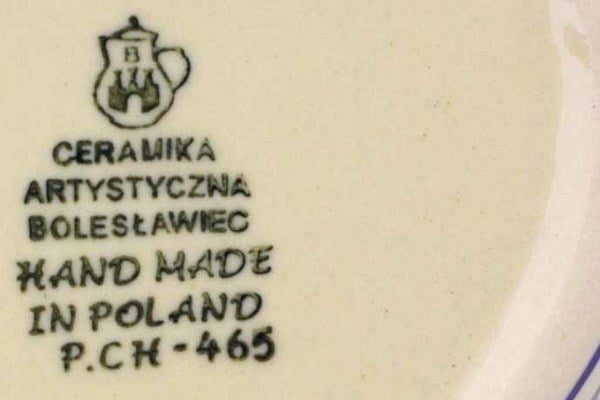 B
CERAMIKA
ARTYSTYCZNA
BOLESŁAWIEC
HAND MADE
IN POLAND
P.CH-465